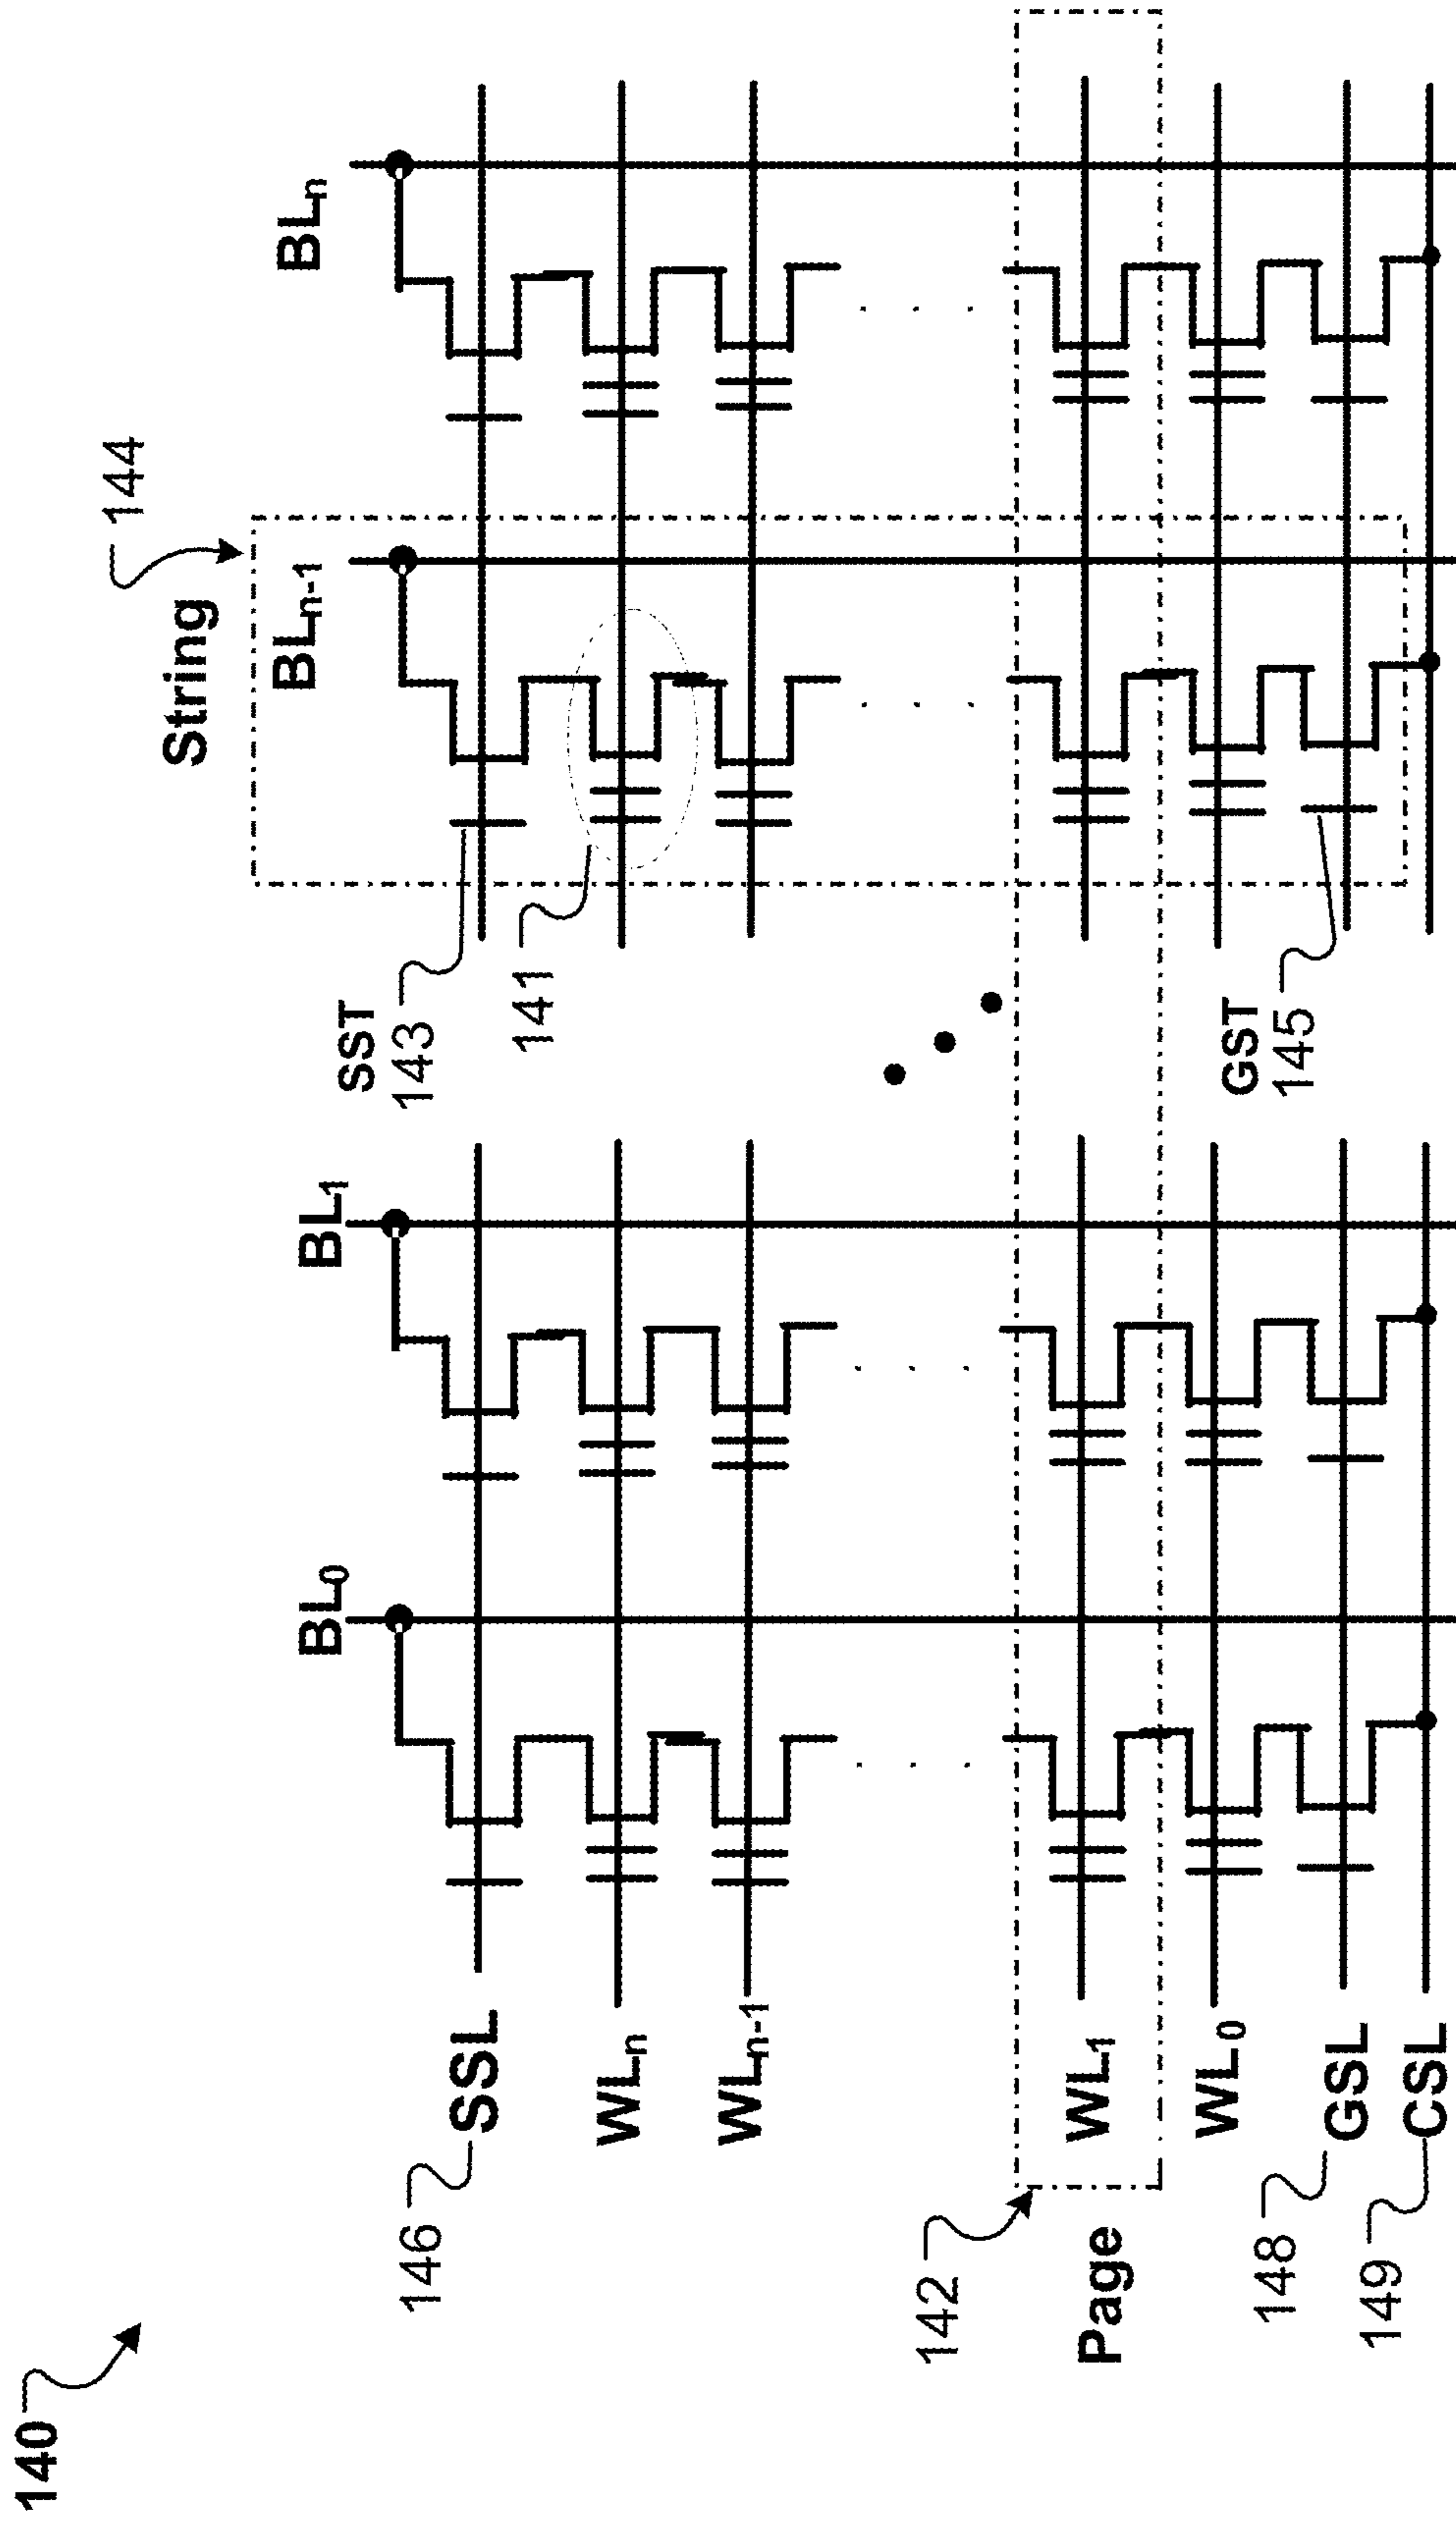 140
String 144
BL₀
BL₁
BLₙ₋₁
BLₙ
SST
143
141
146
SSL
WLₙ
WLₙ₋₁
142
Page
WL₁
WL₀
GST
145
148
GSL
149
CSL